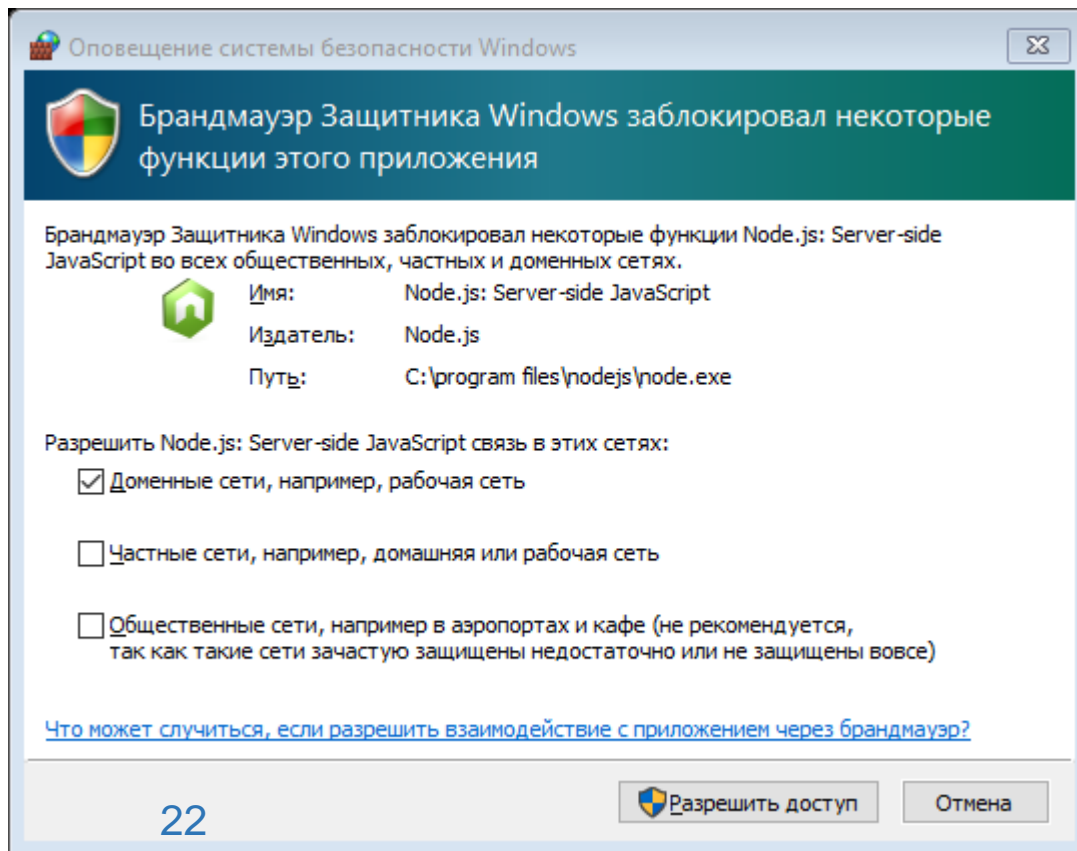 Оповещение системы безопасности Windows
Брандмауэр Защитника Windows заблокировал некоторые
функции этого приложения
Брандмауэр Защитника Windows заблокировал некоторые функции Node.js: Server-side
JavaScript во всех общественных, частных и доменных сетях.
Имя: Node.js: Server-side JavaScript
Издатель: Node.js
Путь: C:\program files\nodejs\node.exe
Разрешить Node.js: Server-side JavaScript связь в этих сетях:
Доменные сети, например, рабочая сеть
Частные сети, например, домашняя или рабочая сеть
Общественные сети, например в аэропортах и кафе (не рекомендуется,
так как такие сети зачастую защищены недостаточно или не защищены вовсе)
Что может случиться, если разрешить взаимодействие с приложением через брандмауэр?
Разрешить доступ Отмена
22